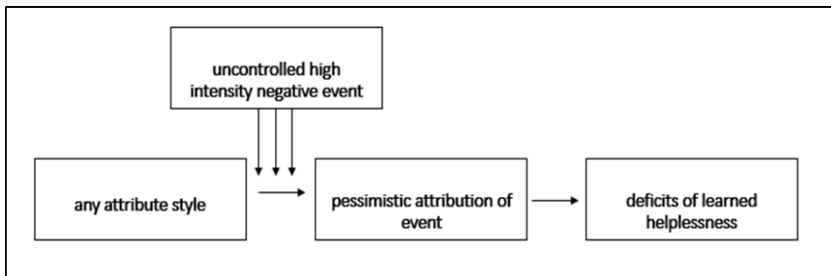 uncontrolled high
intensity negative event
any attribute style
pessimistic attribution of
event
deficits of learned
helplessness